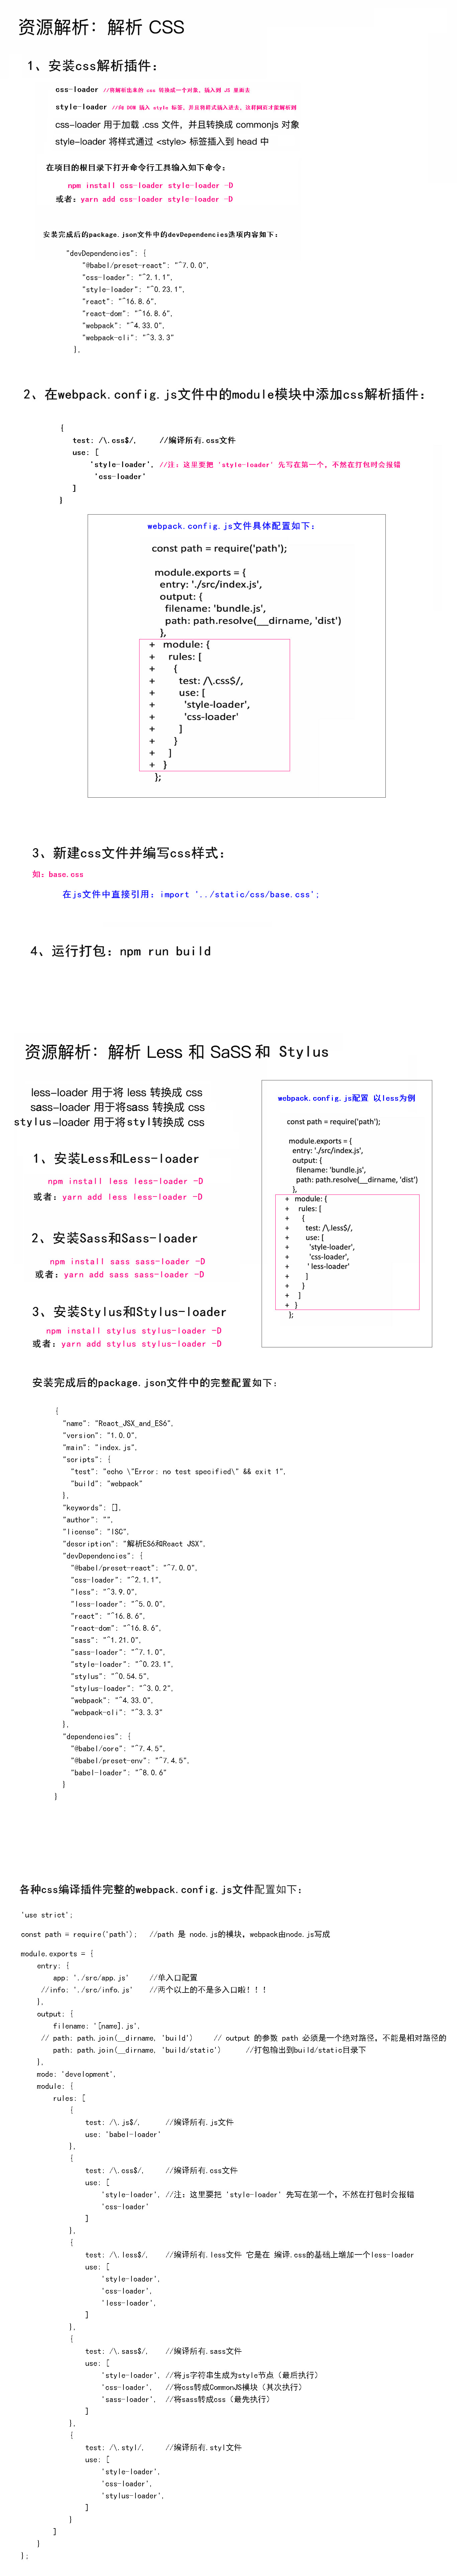 资源解析：解析 CSS
1、安装css解析插件：
css-loader //将解析出来的 css 转换成一个对象，插入到 JS 里面去
style-loader //向 DOM 插入 style 标签，并且将样式插入进去，这样网页才能解析到
css-loader 用于加载 .css 文件，并且转换成 commonjs 对象
style-loader 将样式通过 <style> 标签插入到 head 中
在项目的根目录下打开命令行工具输入如下命令：
npm install css-loader style-loader -D
或者：yarn add css-loader style-loader -D
安装完成后的package.json文件中的devDependencies选项内容如下：
"devDependencies": {
"@babel/preset-react": "^7.0.0",
"css-loader": "^2.1.1",
"style-loader": "^0.23.1",
"react": "^16.8.6",
"react-dom": "^16.8.6",
"webpack": "^4.33.0",
"webpack-cli": "^3.3.3"
},
2、在webpack.config.js文件中的module模块中添加css解析插件：
{
test: /\.css$/, //编译所有.css文件
use: [
'style-loader', //注：这里要把 'style-loader' 先写在第一个，不然在打包时会报错
'css-loader'
]
}
webpack.config.js文件具体配置如下：
const path = require('path');
module.exports = {
entry: './src/index.js',
output: {
filename: 'bundle.js',
path: path.resolve(__dirname, 'dist')
},
+ module: {
+ rules: [
+ {
+ test: /\.css$/,
+ use: [
+ 'style-loader',
+ 'css-loader'
+ ]
+ }
+ ]
+ }
};
3、新建css文件并编写css样式：
如：base.css
在js文件中直接引用：import '../static/css/base.css';
4、运行打包：npm run build
资源解析：解析 Less 和 SaSS 和 Stylus
less-loader 用于将 less 转换成 css
sass-loader 用于将sass 转换成 css
stylus-loader 用于将styl转换成 css
1、安装Less和Less-loader
npm install less less-loader -D
或者：yarn add less less-loader -D
2、安装Sass和Sass-loader
npm install sass sass-loader -D
或者：yarn add sass sass-loader -D
3、安装Stylus和Stylus-loader
npm install stylus stylus-loader -D
或者：yarn add stylus stylus-loader -D
webpack.config.js配置 以less为例
const path = require('path');
module.exports = {
entry: './src/index.js',
output: {
filename: 'bundle.js',
path: path.resolve(__dirname, 'dist')
},
+ module: {
+ rules: [
+ {
+ test: /\.less$/,
+ use: [
+ 'style-loader',
+ 'css-loader',
+ ' less-loader'
+ ]
+ }
+ ]
+ }
};
安装完成后的package.json文件中的完整配置如下：
{
"name": "React_JSX_and_ES6",
"version": "1.0.0",
"main": "index.js",
"scripts": {
"test": "echo \"Error: no test specified\" && exit 1",
"build": "webpack"
},
"keywords": [],
"author": "",
"license": "ISC",
"description": "解析ES6和React JSX",
"devDependencies": {
"@babel/preset-react": "^7.0.0",
"css-loader": "^2.1.1",
"less": "^3.9.0",
"less-loader": "^5.0.0",
"react": "^16.8.6",
"react-dom": "^16.8.6",
"sass": "^1.21.0",
"sass-loader": "^7.1.0",
"style-loader": "^0.23.1",
"stylus": "^0.54.5",
"stylus-loader": "^3.0.2",
"webpack": "^4.33.0",
"webpack-cli": "^3.3.3"
},
"dependencies": {
"@babel/core": "^7.4.5",
"@babel/preset-env": "^7.4.5",
"babel-loader": "^8.0.6"
}
}
各种css编译插件完整的webpack.config.js文件配置如下：
'use strict';
const path = require('path'); //path 是 node.js的模块，webpack由node.js写成
module.exports = {
entry: {
app: './src/app.js' //单入口配置
//info: './src/info.js' //两个以上的不是多入口啦！！！
},
output: {
filename: '[name].js',
// path: path.join(__dirname, 'build') // output 的参数 path 必须是一个绝对路径，不能是相对路径的
path: path.join(__dirname, 'build/static') //打包输出到build/static目录下
},
mode: 'development',
module: {
rules: [
{
test: /\.js$/, //编译所有.js文件
use: 'babel-loader'
},
{
test: /\.css$/, //编译所有.css文件
use: [
'style-loader', //注：这里要把 'style-loader' 先写在第一个，不然在打包时会报错
'css-loader'
]
},
{
test: /\.less$/, //编译所有.less文件 它是在 编译.css的基础上增加一个less-loader
use: [
'style-loader',
'css-loader',
'less-loader',
]
},
{
test: /\.sass$/, //编译所有.sass文件
use: [
'style-loader', //将js字符串生成为style节点（最后执行）
'css-loader', //将css转成CommonJS模块（其次执行）
'sass-loader', //将sass转成css（最先执行）
]
},
{
test: /\.styl/, //编译所有.styl文件
use: [
'style-loader',
'css-loader',
'stylus-loader',
]
}
]
}
};